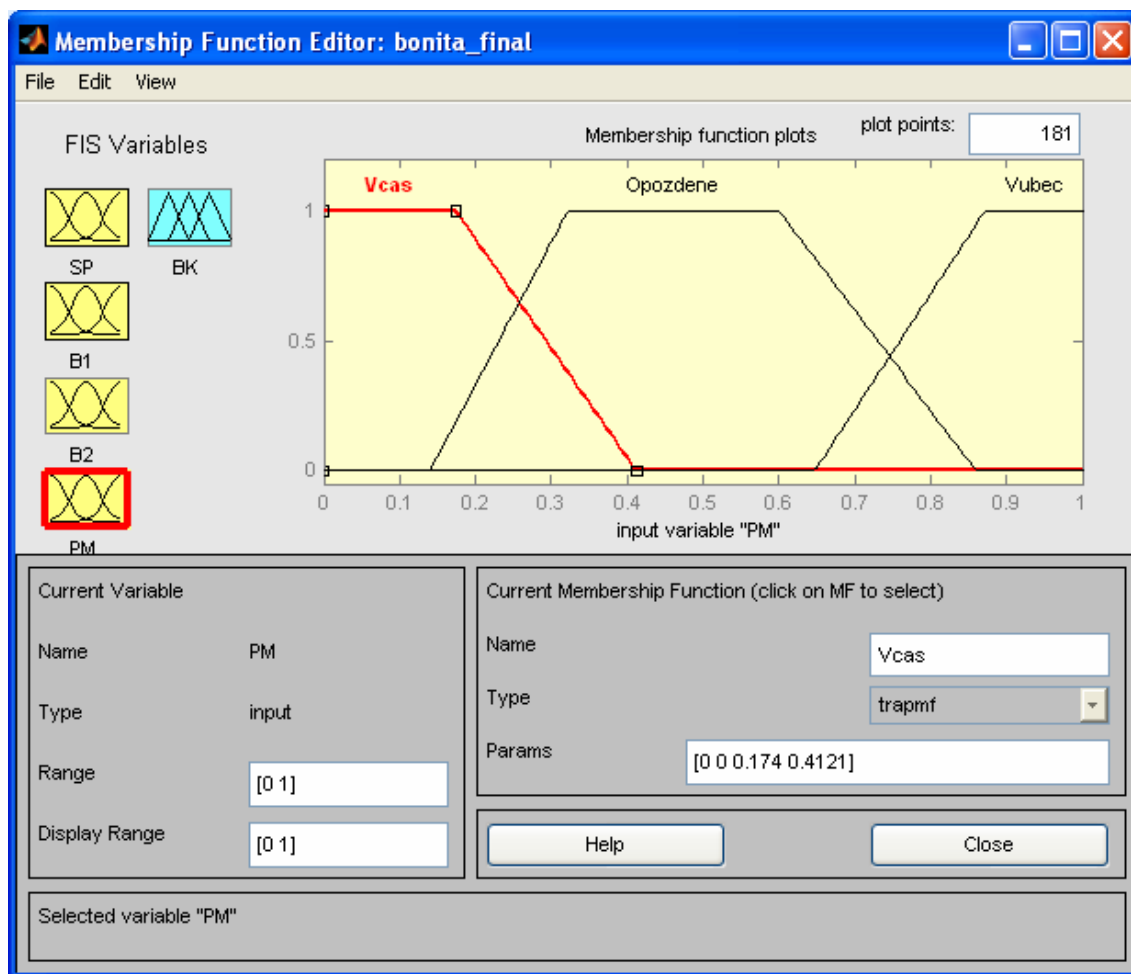 Membership Function Editor: bonita_final
File Edit View
FIS Variables
SP
BK
B1
B2
PM
Membership function plots
plot points:
181
Vcas
Opozdene
Vubec
1
0.5
0
0 0.1 0.2 0.3 0.4 0.5 0.6 0.7 0.8 0.9 1
input variable "PM"
Current Variable
Name PM
Type input
Range [0 1]
Display Range [0 1]
Current Membership Function (click on MF to select)
Name Vcas
Type trapmf
Params [0 0 0.174 0.4121]
Help
Close
Selected variable "PM"